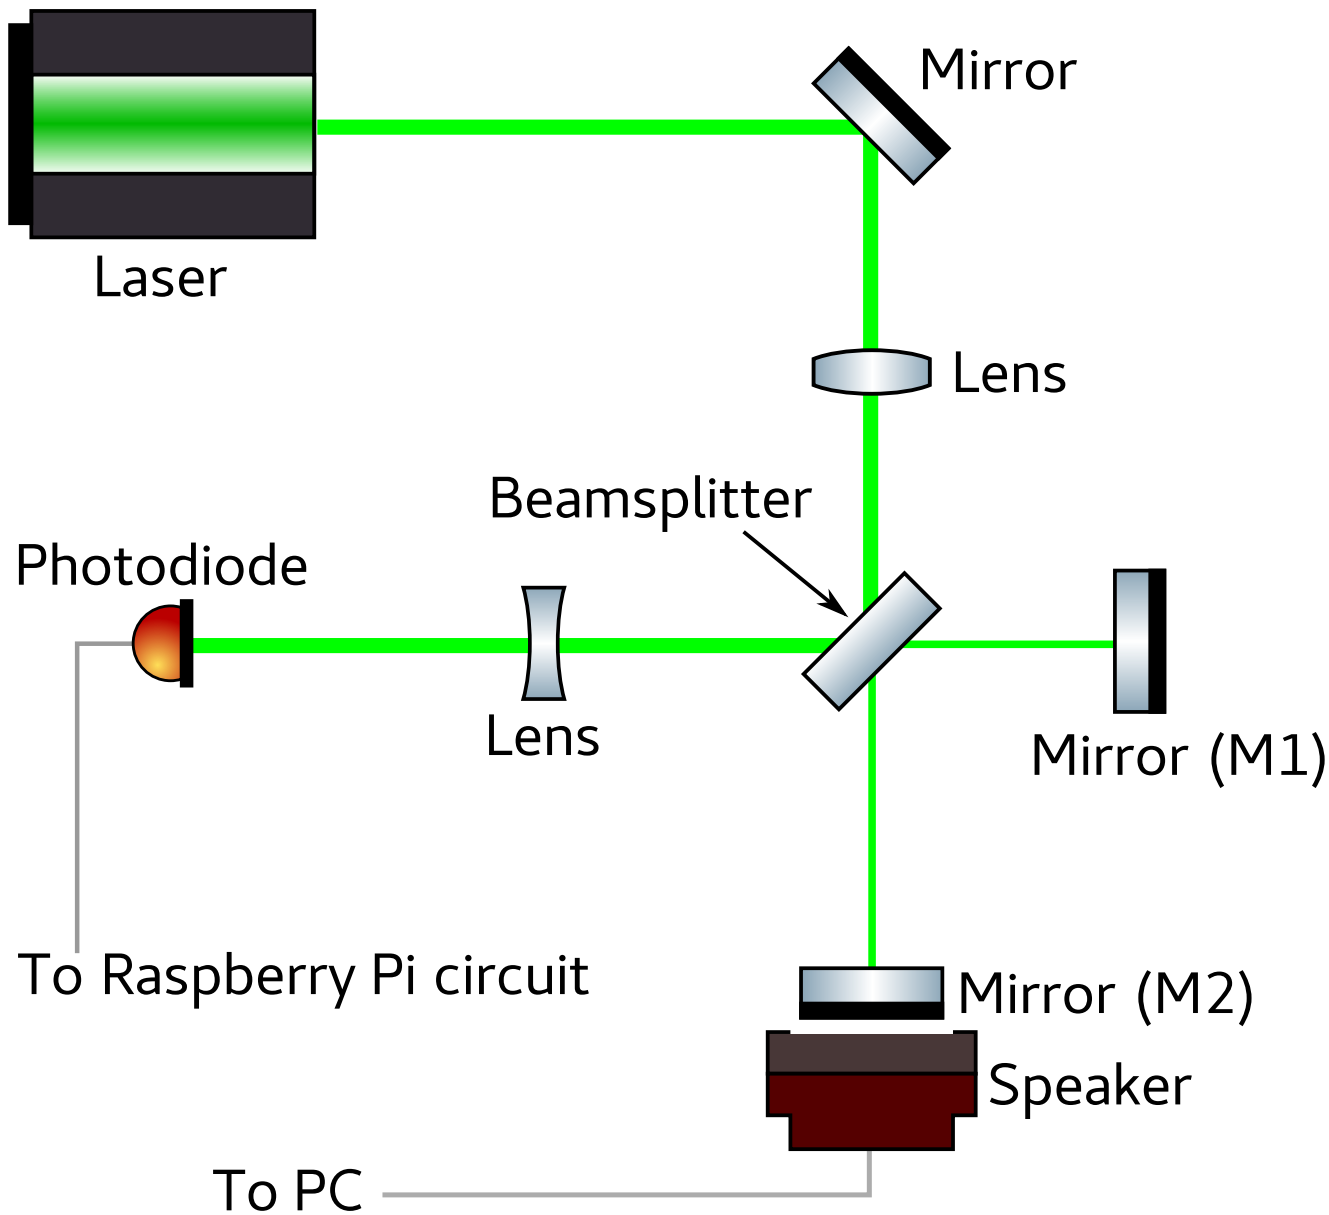 Mirror
Laser
Lens
Beamsplitter
Photodiode
Lens
Mirror (M1)
To Raspberry Pi circuit
Mirror (M2)
Speaker
To PC